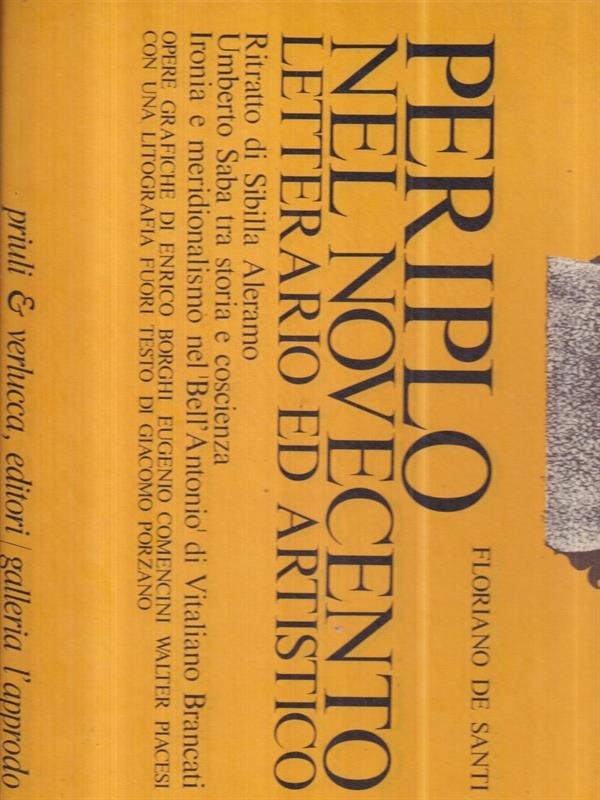 FLORIANO DE SANTI
PERIPLO
NEL NOVECENTO
LETTERARIO ED ARTISTICO
Ritratto di Sibilla Aleramo
Umberto Saba tra storia e coscienza
Ironia e meridionalismo nel 'Bell'Antonio' di Vitaliano Brancati
OPERE GRAFICHE DI ENRICO BORGHI EUGENIO COMENCINI WALTER PIACESI
CON UNA LITOGRAFIA FUORI TESTO DI GIACOMO PORZANO
priuli & verlucca, editori/galleria l'approdo